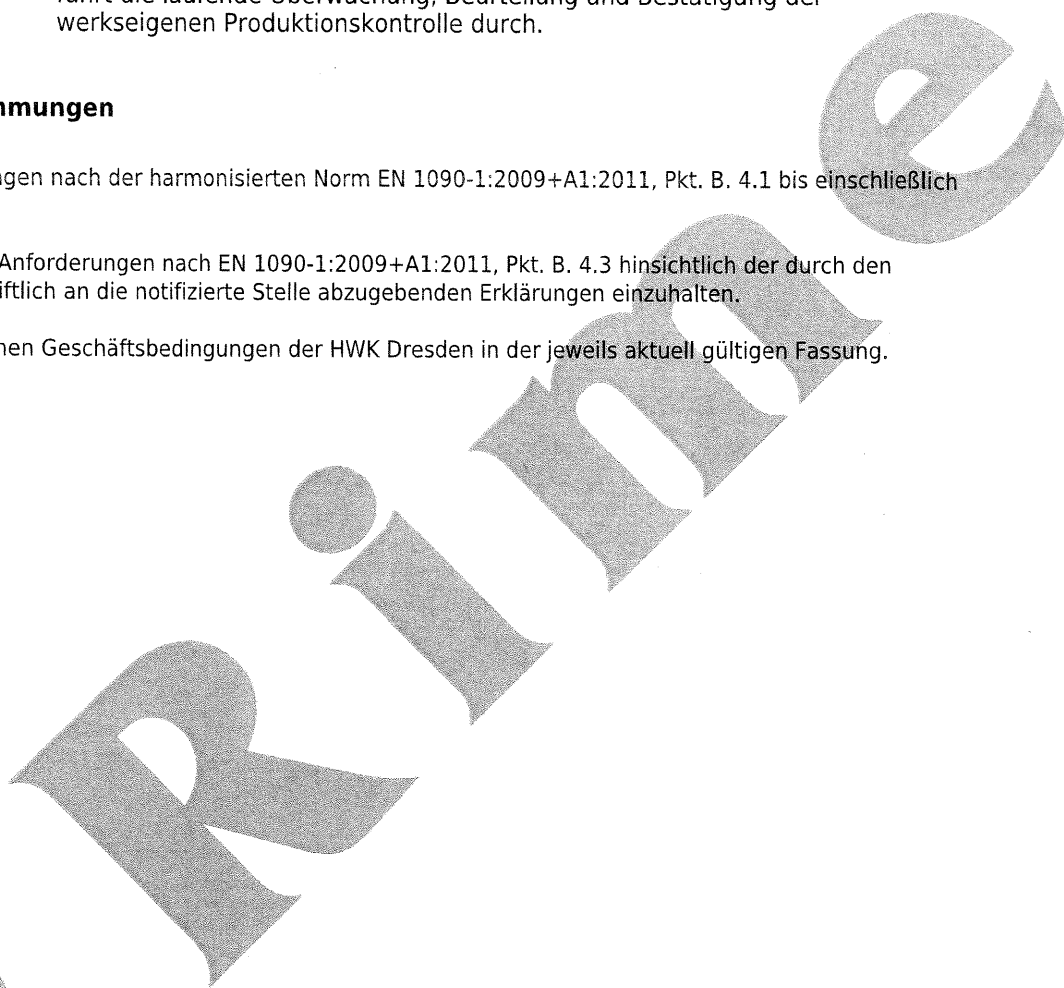 werkseigenen Produktionskontrolle durch.
mmungen
gen nach der harmonisierten Norm EN 1090-1:2009+A1:2011, Pkt. B. 4.1 bis einschließlich
Anforderungen nach EN 1090-1:2009+A1:2011, Pkt. B. 4.3 hinsichtlich der durch den
iftlich an die notifizierte Stelle abzugebenden Erklärungen einzuhalten.
nen Geschäftsbedingungen der HWK Dresden in der jeweils aktuell gültigen Fassung.
Rime